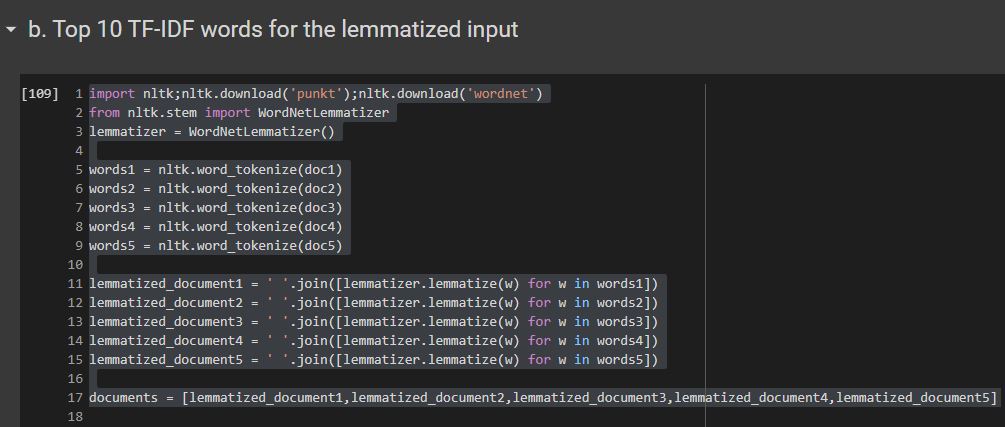 b. Top 10 TF-IDF words for the lemmatized input
[109] 1 import nltk;nltk.download('punkt');nltk.download('wordnet')
2 from nltk.stem import WordNetLemmatizer
3 lemmatizer = WordNetLemmatizer()
4
5 words1 = nltk.word_tokenize(doc1)
6 words2 = nltk.word_tokenize(doc2)
7 words3 = nltk.word_tokenize(doc3)
8 words4 = nltk.word_tokenize(doc4)
9 words5 = nltk.word_tokenize(doc5)
10
11 lemmatized_document1 = ' '.join([lemmatizer.lemmatize(w) for w in words1])
12 lemmatized_document2 = ' '.join([lemmatizer.lemmatize(w) for w in words2])
13 lemmatized_document3 = ' '.join([lemmatizer.lemmatize(w) for w in words3])
14 lemmatized_document4 = ' '.join([lemmatizer.lemmatize(w) for w in words4])
15 lemmatized_document5 = ' '.join([lemmatizer.lemmatize(w) for w in words5])
16
17 documents = [lemmatized_document1,lemmatized_document2,lemmatized_document3,lemmatized_document4,lemmatized_document5]
18